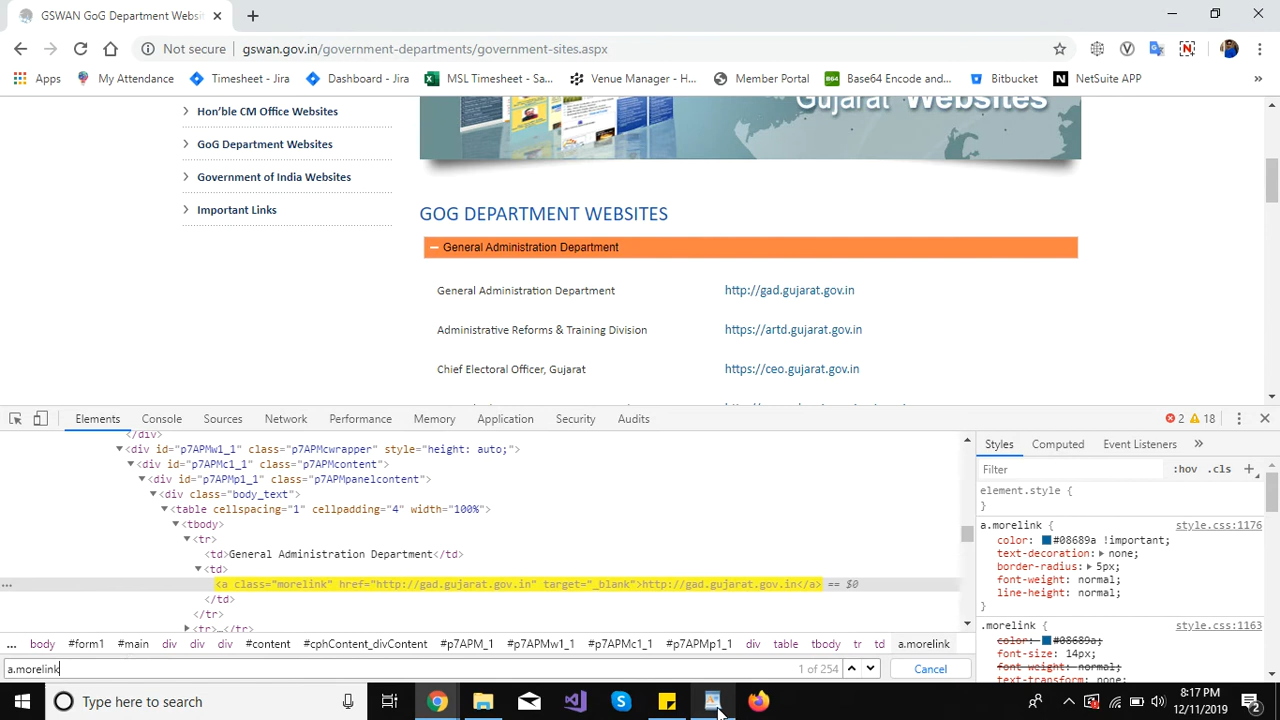 GSWAN GoG Department Websit
Not secure gswan.gov.in/government-departments/government-sites.aspx
Apps My Attendance Timesheet - Jira Dashboard - Jira MSL Timesheet - Sa... Venue Manager - H... Member Portal B64 Base64 Encode and... Bitbucket N NetSuite APP »
Hon'ble CM Office Websites
GoG Department Websites
Government of India Websites
Important Links
Gujarat Websites
GOG DEPARTMENT WEBSITES
General Administration Department
General Administration Department http://gad.gujarat.gov.in
Administrative Reforms & Training Division https://artd.gujarat.gov.in
Chief Electoral Officer, Gujarat https://ceo.gujarat.gov.in
Elements Console Sources Network Performance Memory Application Security Audits 2 18
</div>
<div id="p7APMw1_1" class="p7APMcwrapper" style="height: auto;">
<div id="p7APMc1_1" class="p7APMcontent">
<div id="p7APMp1_1" class="p7APMpanelcontent">
<div class="body_text">
<table cellspacing="1" cellpadding="4" width="100%">
<tbody>
<tr>
<td>General Administration Department</td>
<td>
... <a class="morelink" href="http://gad.gujarat.gov.in" target="_blank">http://gad.gujarat.gov.in</a> == $0
</td>
</tr>
<tr>…</tr>
... body #form1 #main div div #content #cphContent_divContent #p7APM_1 #p7APMw1_1 #p7APMc1_1 #p7APMp1_1 div table tbody tr td a.morelink
a.morelink 1 of 254 Cancel
Styles Computed Event Listeners »
Filter :hov .cls +
element.style {
}
a.morelink { style.css:1176
color: #08689a !important;
text-decoration: none;
border-radius: 5px;
font-weight: normal;
line-height: normal;
}
.morelink { style.css:1163
color: #08689a;
font-size: 14px;
font-weight: normal;
text-transform: none;
Type here to search
8:17 PM
12/11/2019
2